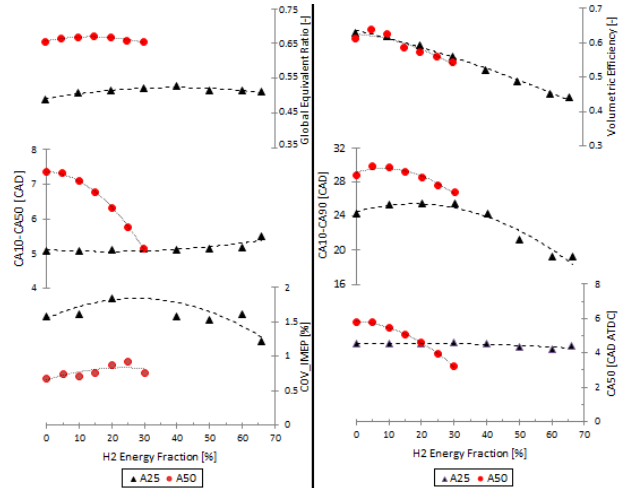 0.75
0.65
0.55
0.45
0.35
Global Equivalent Ratio [-]
8
7
6
5
4
CA10-CA50 [CAD]
2
1.5
1
0.5
0
COV_IMEP [%]
0 10 20 30 40 50 60 70
H2 Energy Fraction [%]
A25 A50
0.7
0.6
0.5
0.4
0.3
Volumetric Efficiency [-]
32
28
24
20
16
CA10-CA90 [CAD]
8
6
4
2
0
CA50 [CAD ATDC]
0 10 20 30 40 50 60 70
H2 Energy Fraction [%]
A25 A50